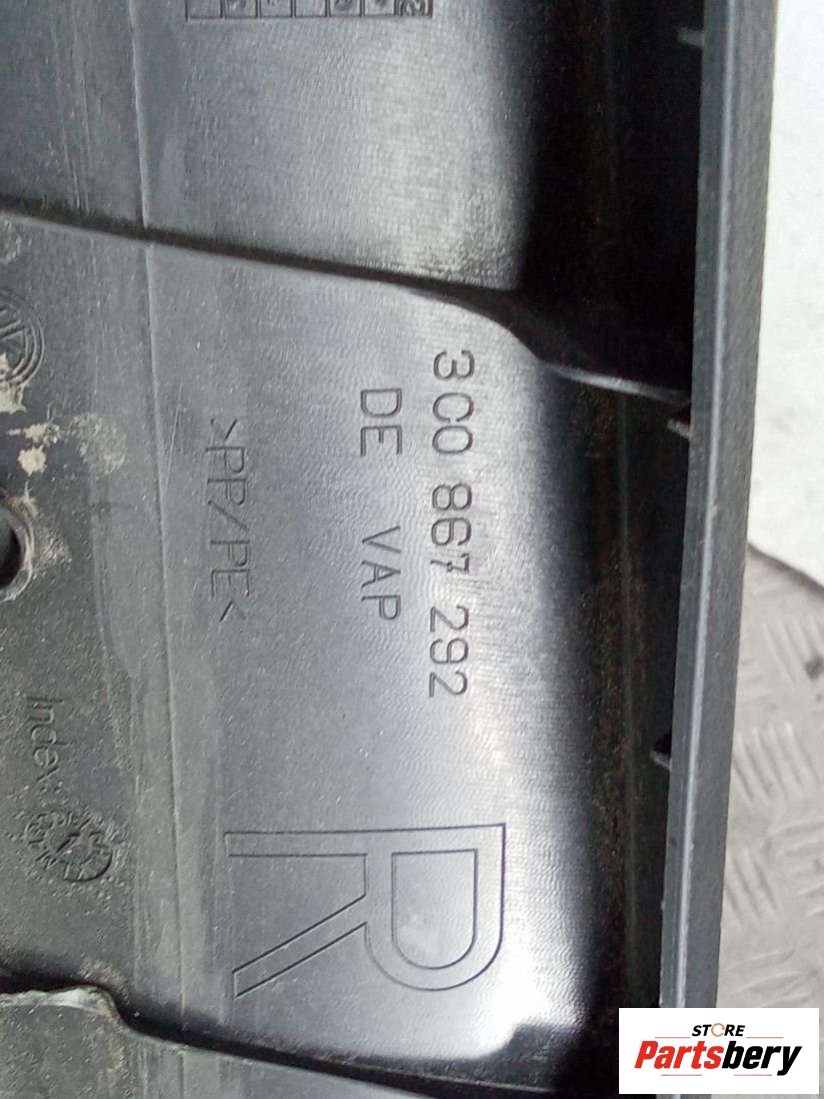 3C0 867 292
DE VAP
>PP/PE<
R
Index:
STORE
Partsbery